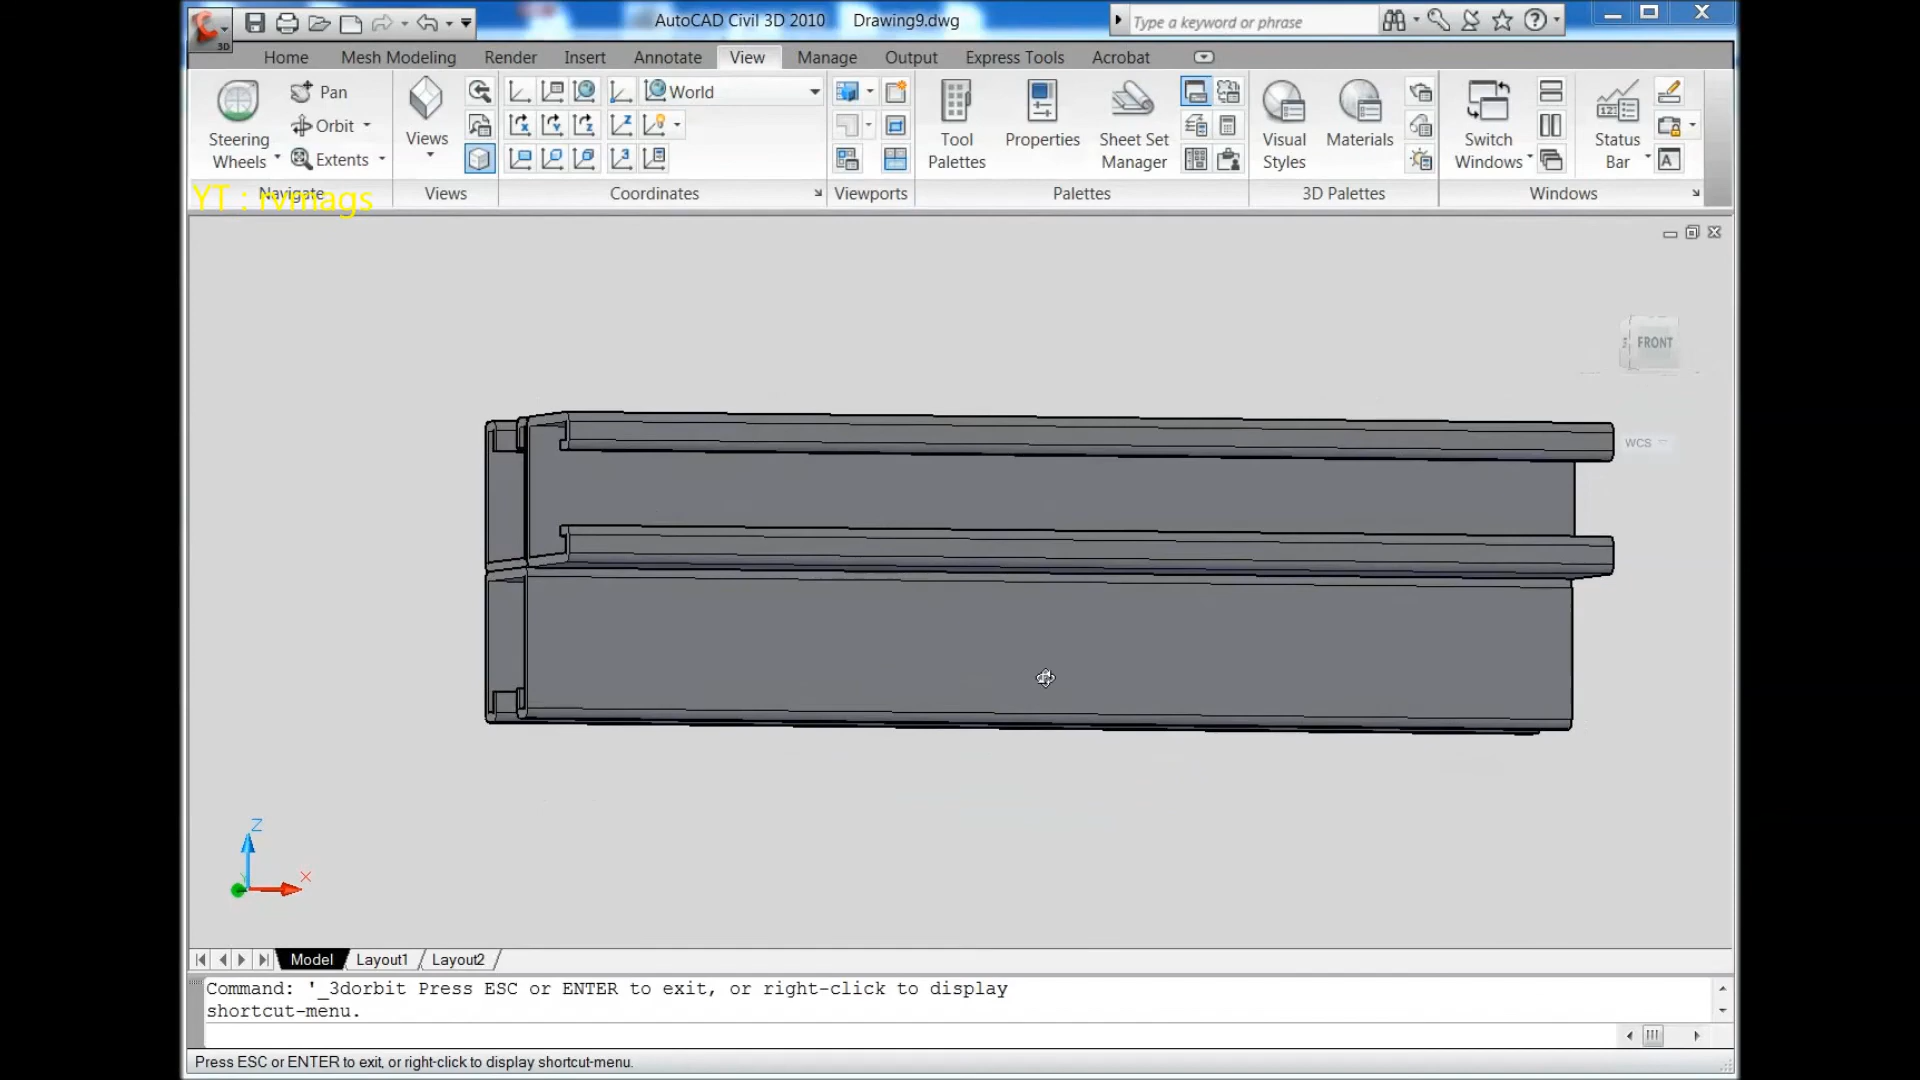 AutoCAD Civil 3D 2010 Drawing9.dwg
Type a keyword or phrase
3D
Home Mesh Modeling Render Insert Annotate View Manage Output Express Tools Acrobat
Pan
World
Orbit
Steering
Wheels
Extents
Views
Tool
Palettes
Properties
Sheet Set
Manager
Visual
Styles
Materials
Switch
Windows
Status
Bar
Navigate Views Coordinates Viewports Palettes 3D Palettes Windows
YT : rvmags
FRONT
WCS
Z
X
Model Layout1 Layout2
Command: '_3dorbit Press ESC or ENTER to exit, or right-click to display
shortcut-menu.
Press ESC or ENTER to exit, or right-click to display shortcut-menu.